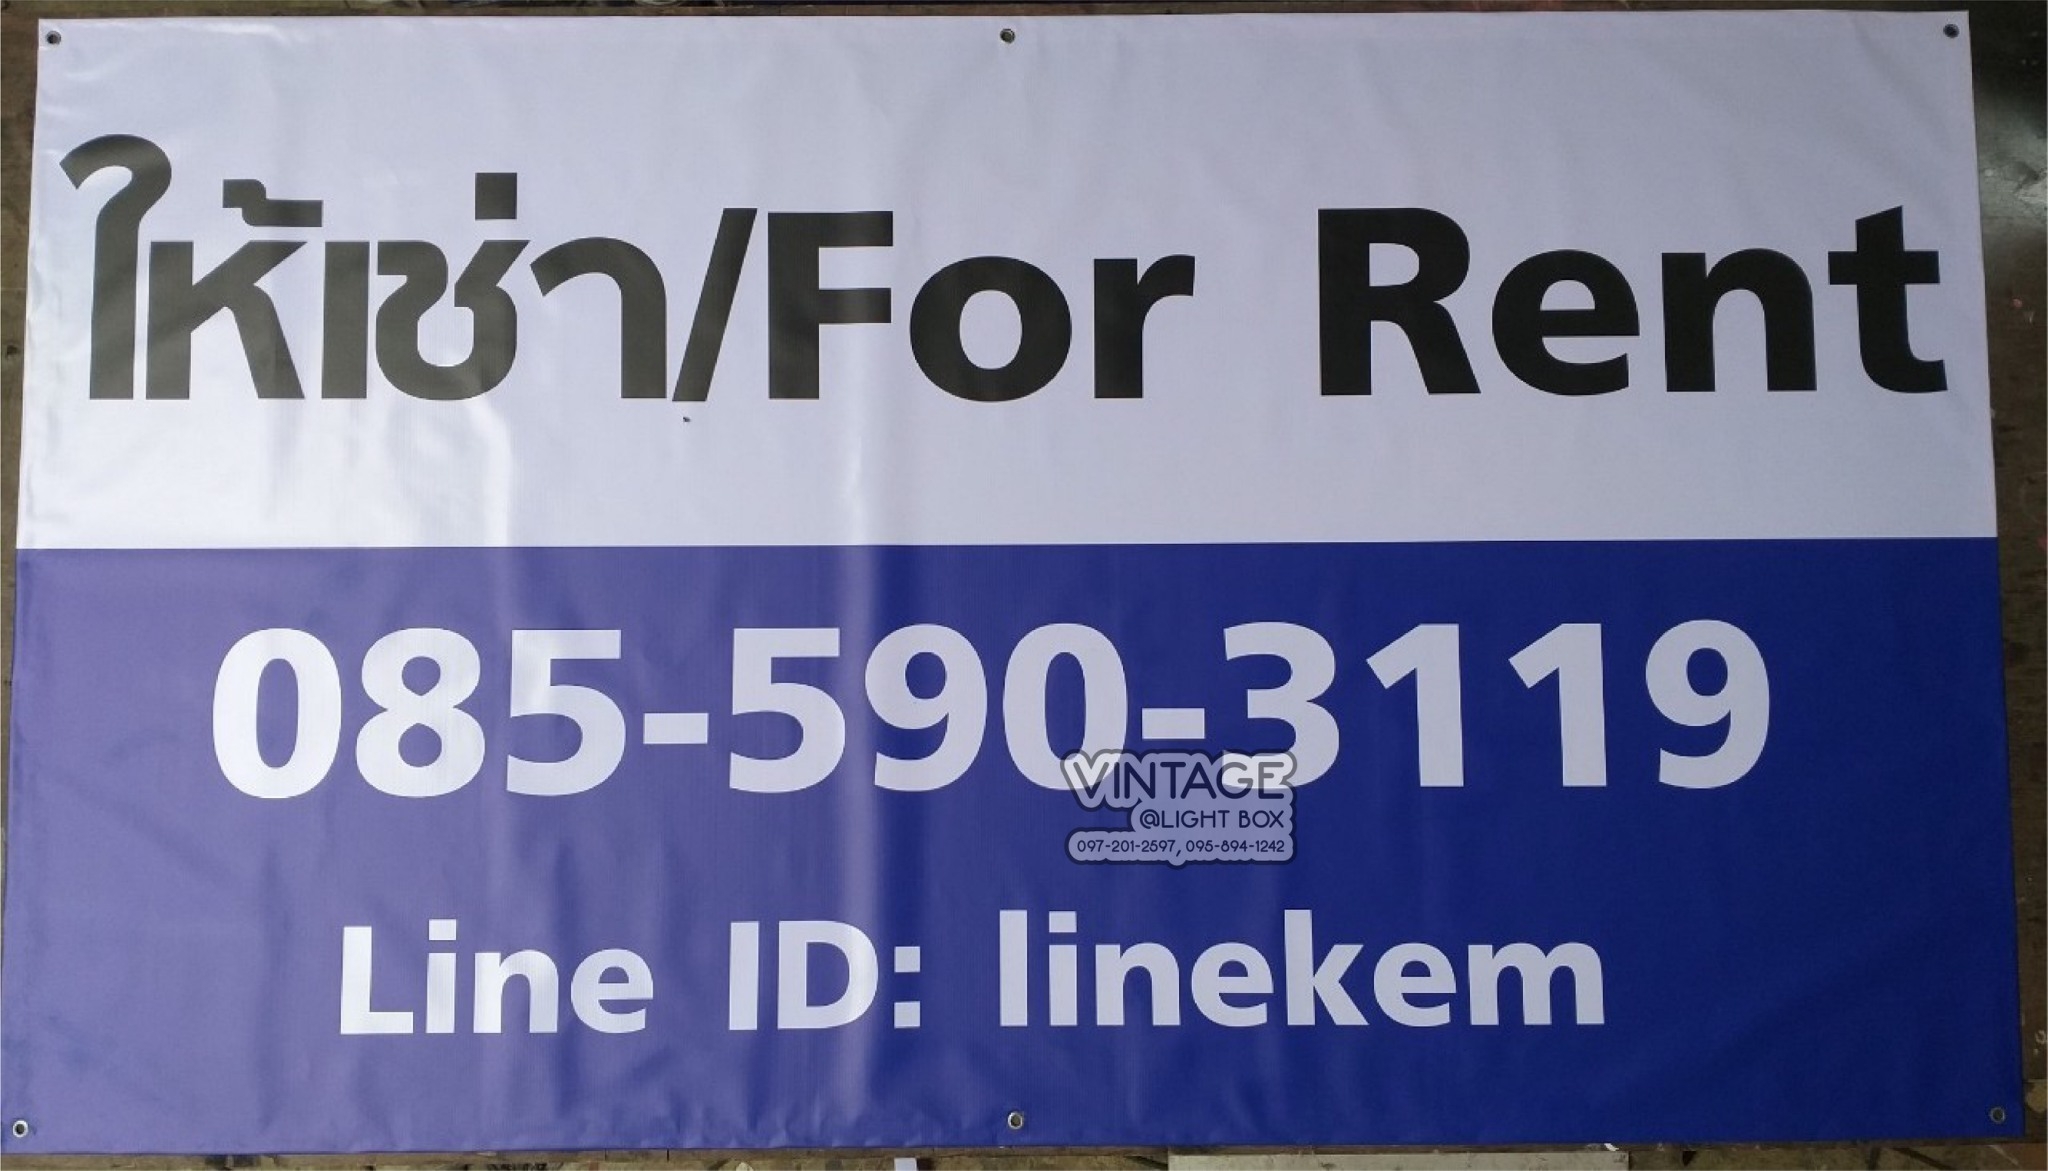 ให้เช่า/For Rent
085-590-3119
VINTAGE
@LIGHT BOX
097-201-2597, 095-894-1242
Line ID: linekem